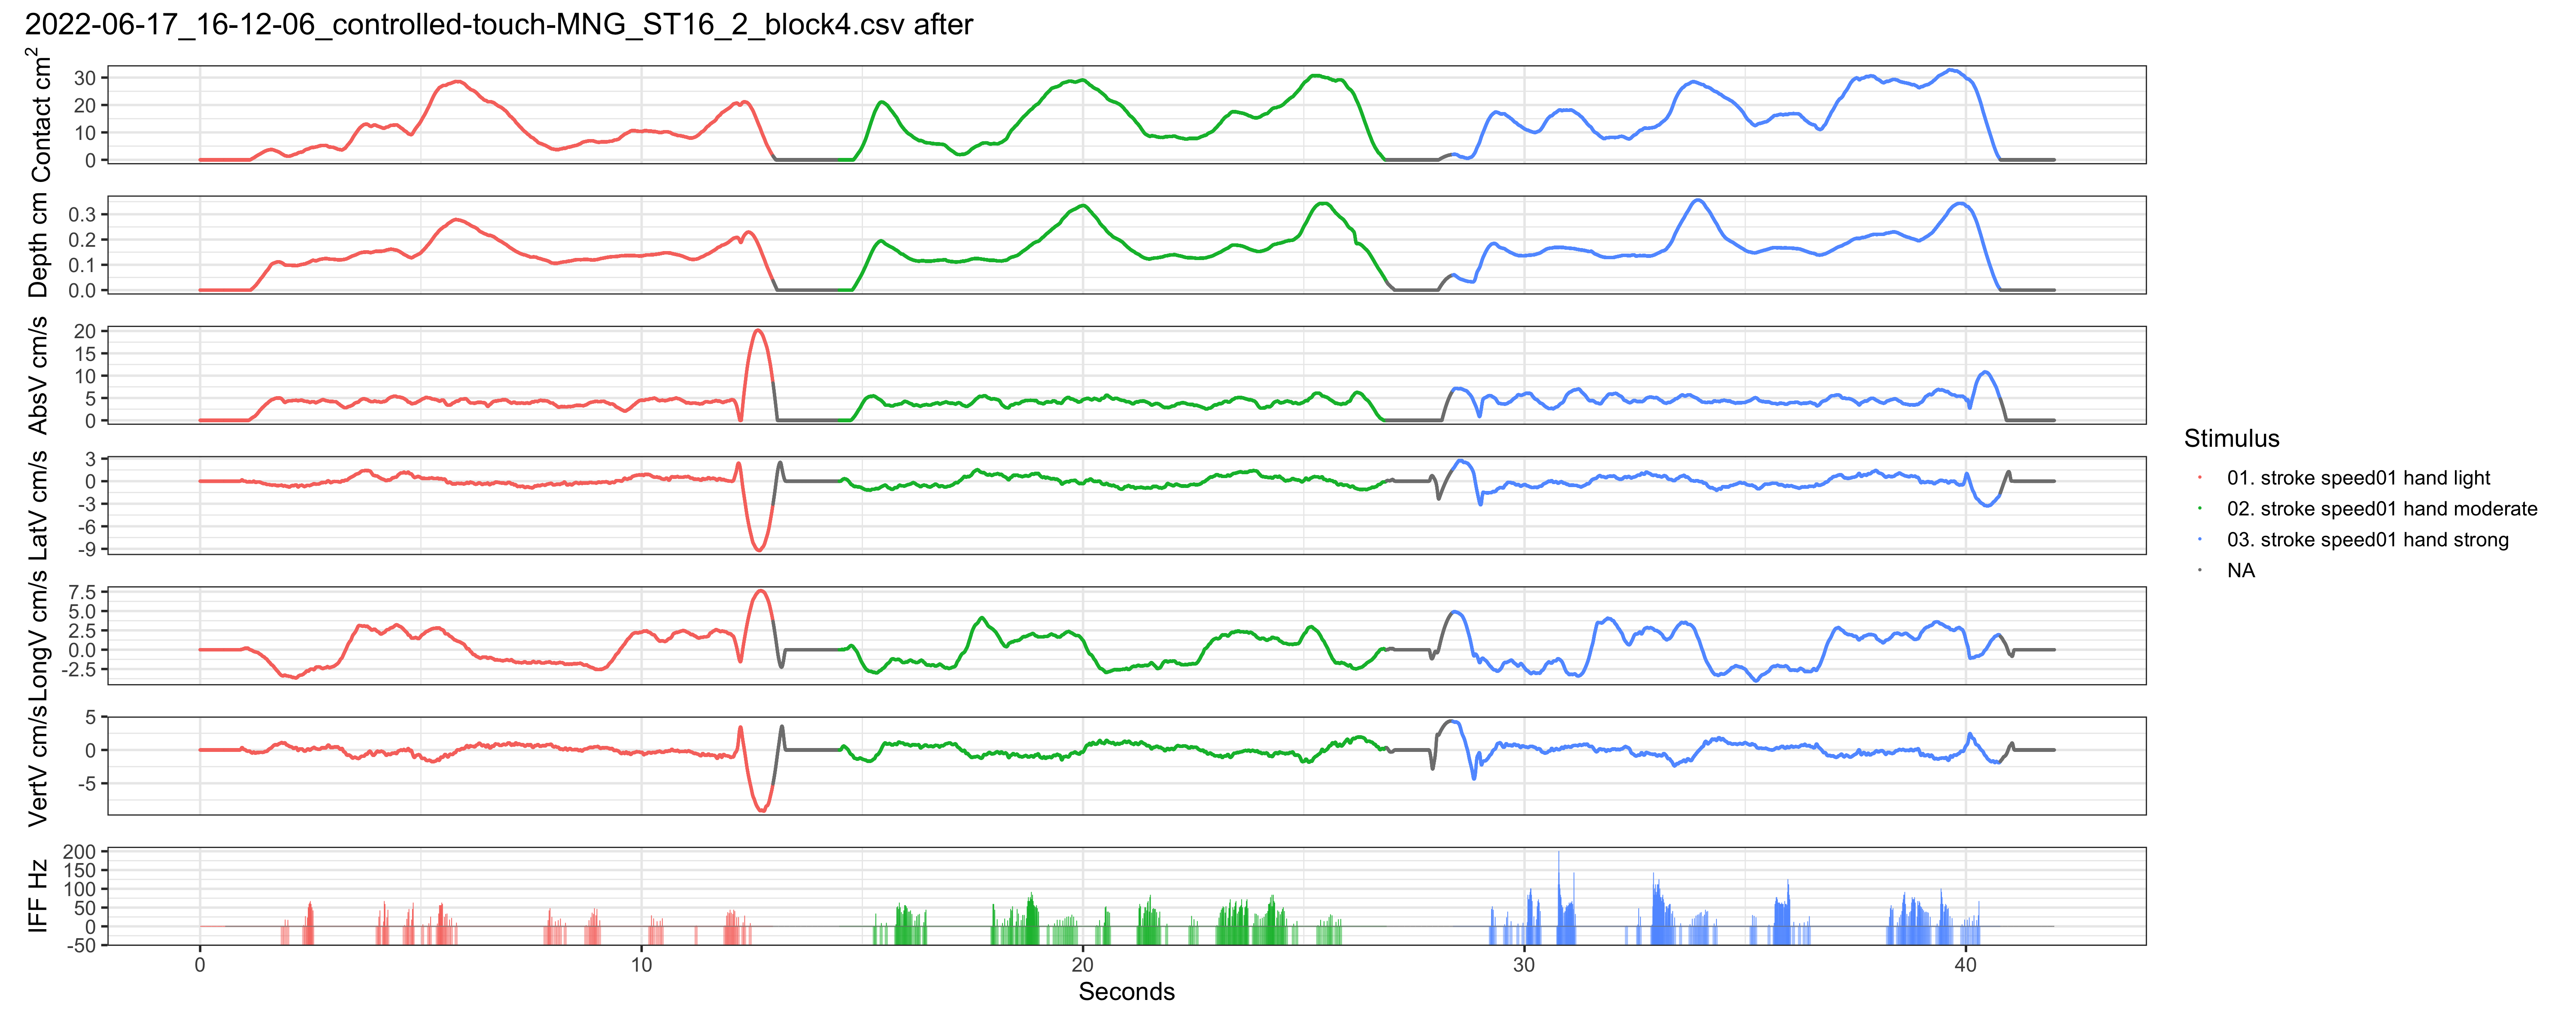 2022-06-17_16-12-06_controlled-touch-MNG_ST16_2_block4.csv after
Contact cm²
30
20
10
0
Depth cm
0.3
0.2
0.1
0.0
AbsV cm/s
20
15
10
5
0
LatV cm/s
3
0
-3
-6
-9
LongV cm/s
7.5
5.0
2.5
0.0
-2.5
VertV cm/s
5
0
-5
IFF Hz
200
150
100
50
0
-50
0 10 20 30 40
Seconds
Stimulus
01. stroke speed01 hand light
02. stroke speed01 hand moderate
03. stroke speed01 hand strong
NA